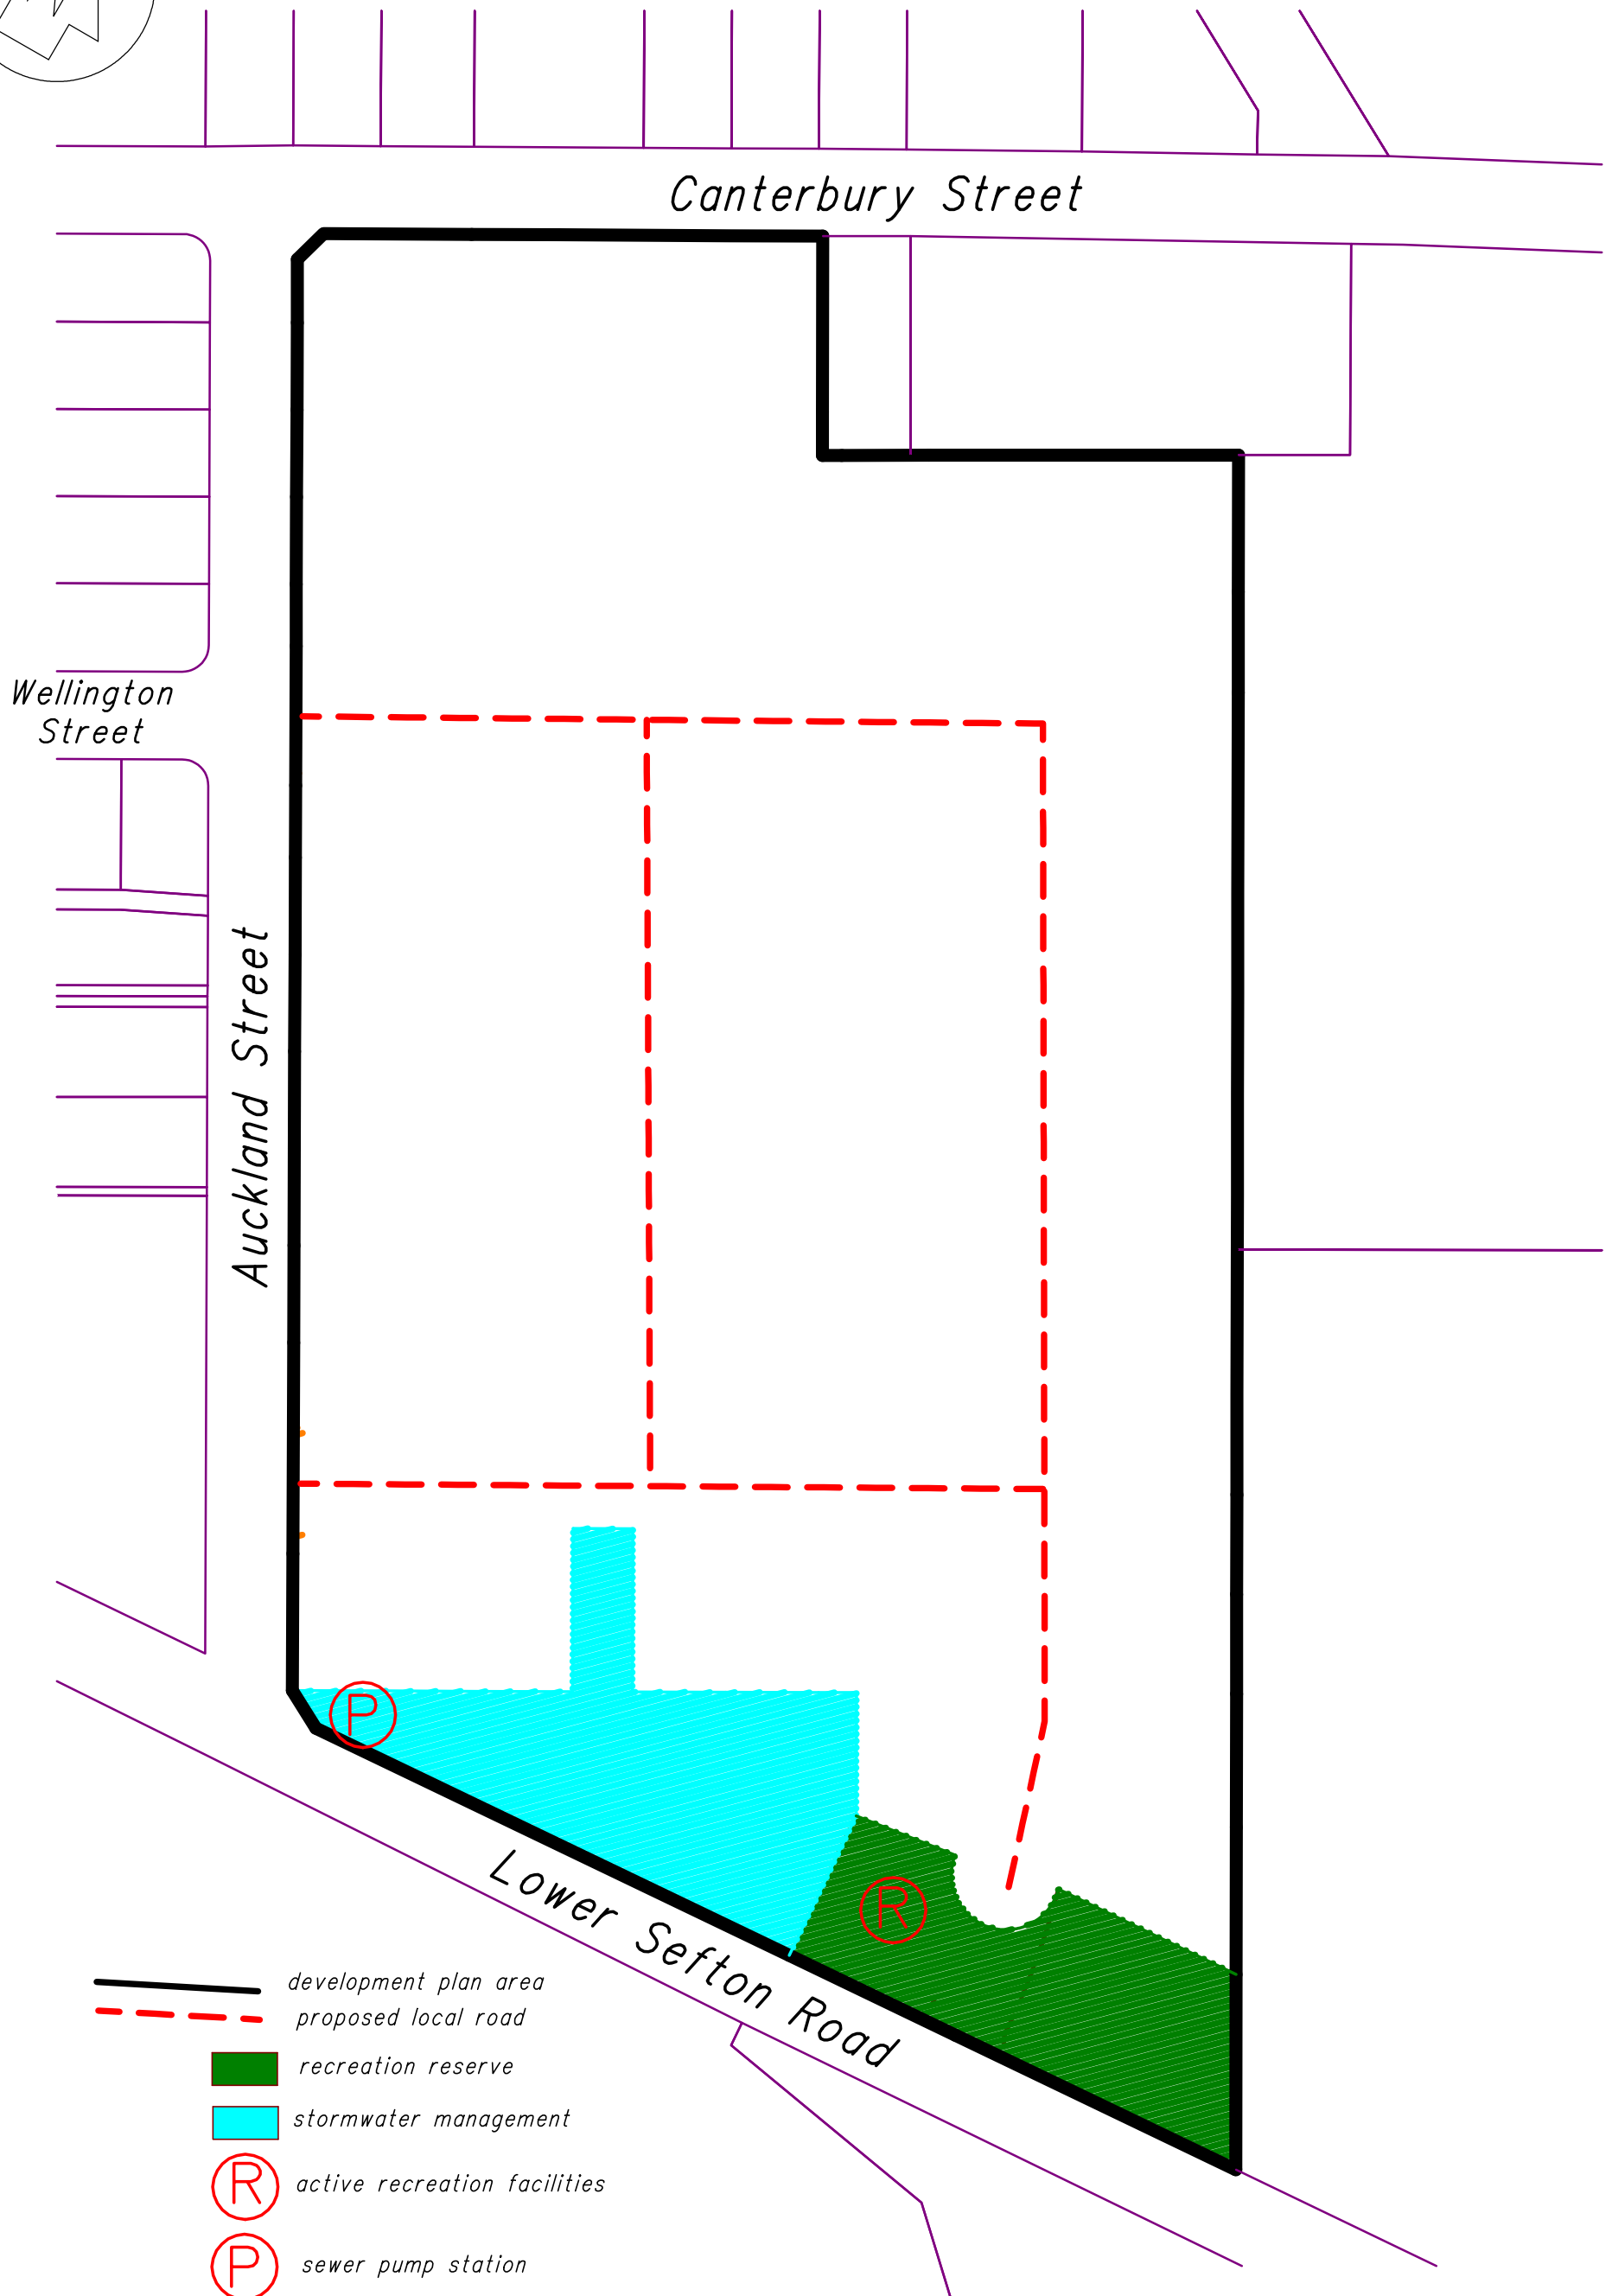 Canterbury Street
Wellington
Street
Auckland Street
P
R
Lower Sefton Road
development plan area
proposed local road
recreation reserve
stormwater management
R active recreation facilities
P sewer pump station